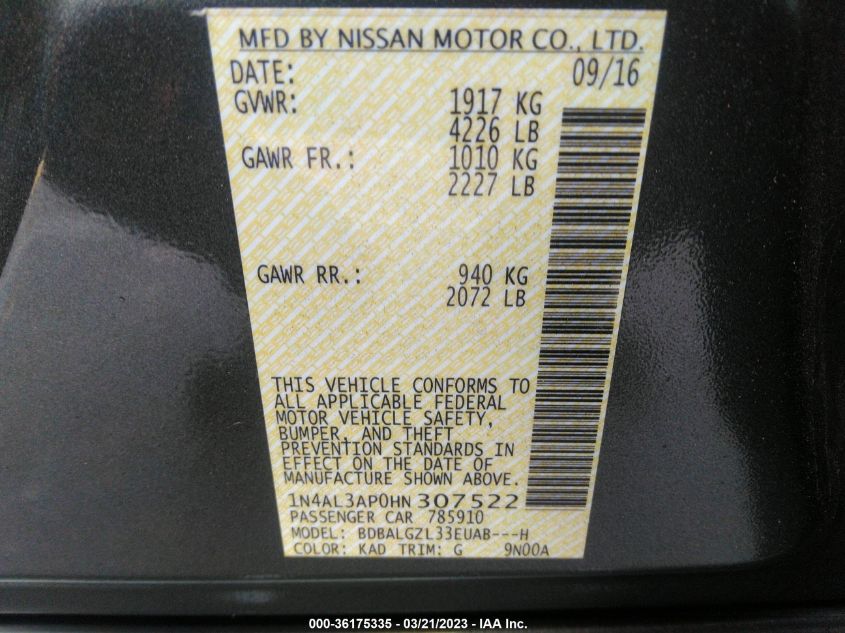 MFD BY NISSAN MOTOR CO., LTD.
DATE: 09/16
GVWR: 1917 KG
4226 LB
GAWR FR.: 1010 KG
2227 LB
GAWR RR.: 940 KG
2072 LB
THIS VEHICLE CONFORMS TO
ALL APPLICABLE FEDERAL
MOTOR VEHICLE SAFETY,
BUMPER, AND THEFT
PREVENTION STANDARDS IN
EFFECT ON THE DATE OF
MANUFACTURE SHOWN ABOVE.
1N4AL3AP0HN 307522
PASSENGER CAR 785910
MODEL: BDBALGZL33EUAB---H
COLOR: KAD TRIM: G 9N00A
000-36175335 - 03/21/2023 - IAA Inc.